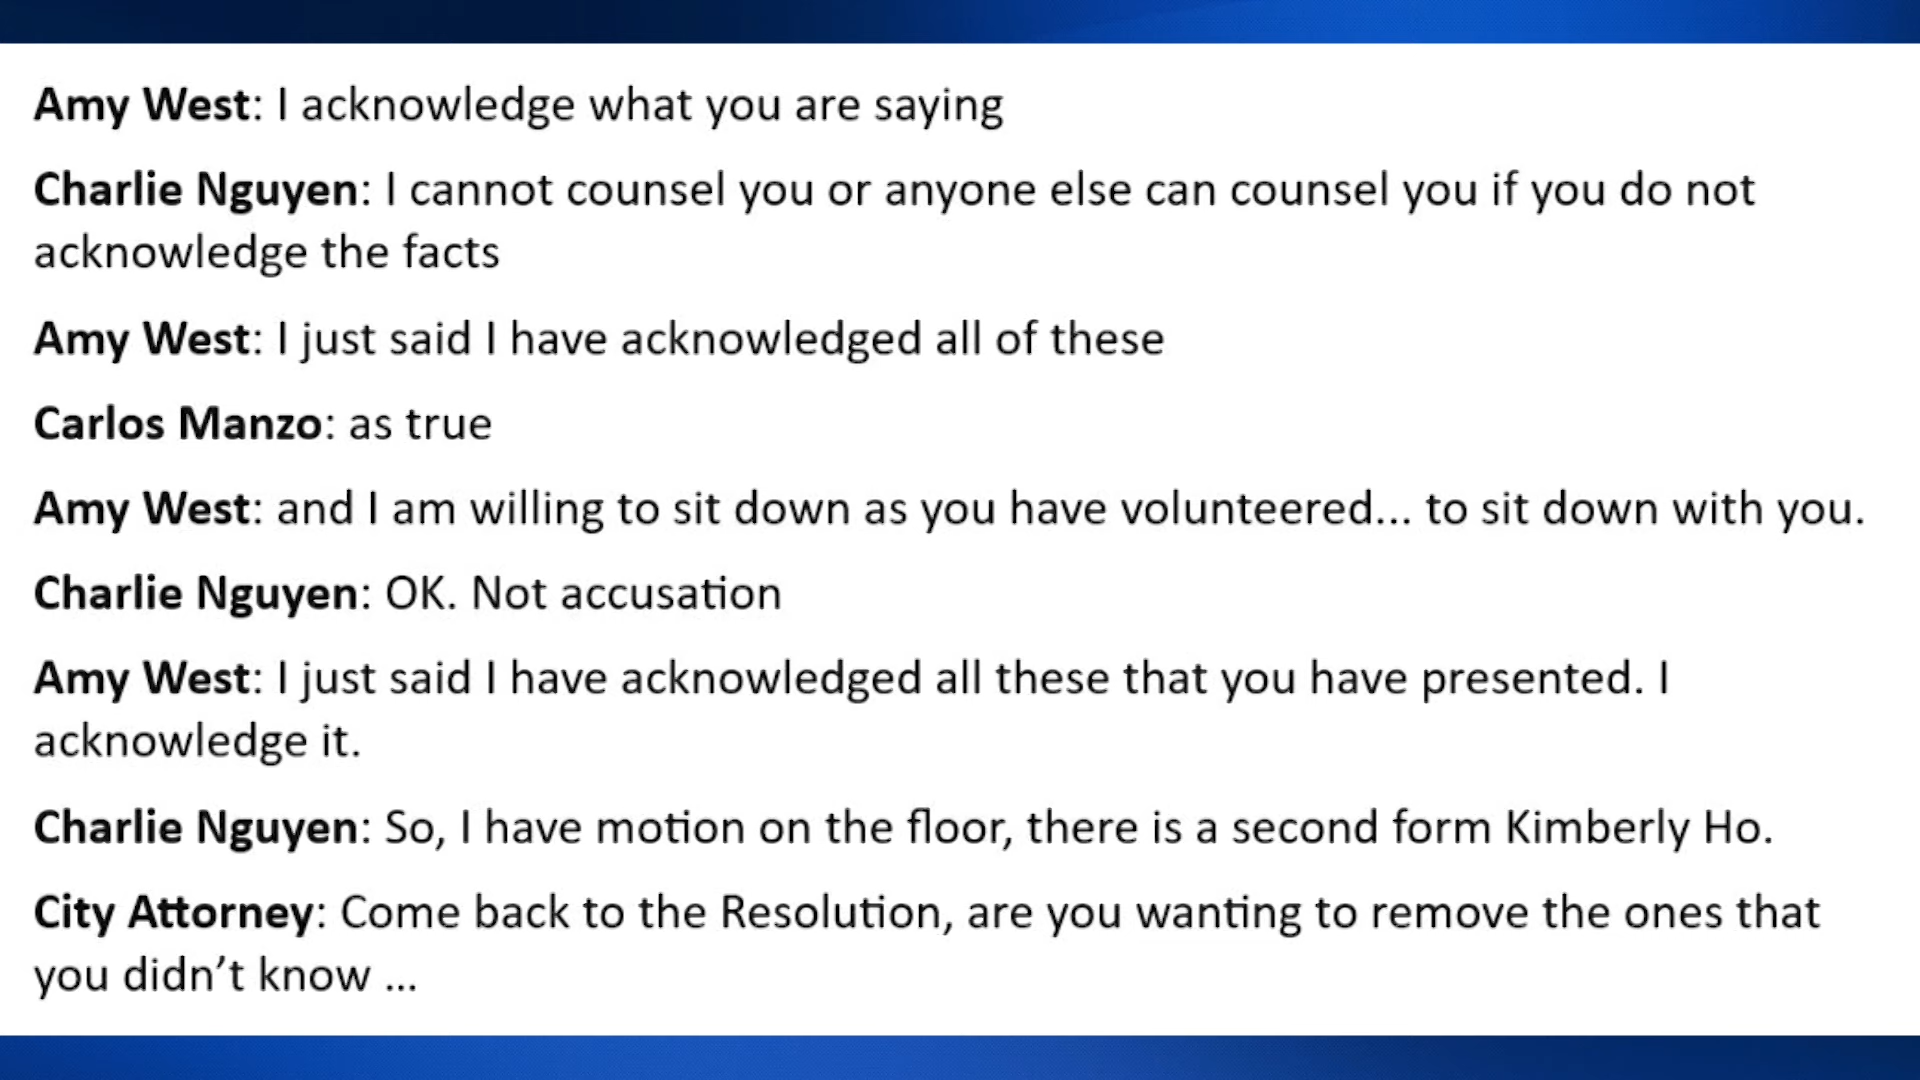 Amy West: I acknowledge what you are saying
Charlie Nguyen: I cannot counsel you or anyone else can counsel you if you do not
acknowledge the facts
Amy West: I just said I have acknowledged all of these
Carlos Manzo: as true
Amy West: and I am willing to sit down as you have volunteered... to sit down with you.
Charlie Nguyen: OK. Not accusation
Amy West: I just said I have acknowledged all these that you have presented. I
acknowledge it.
Charlie Nguyen: So, I have motion on the floor, there is a second form Kimberly Ho.
City Attorney: Come back to the Resolution, are you wanting to remove the ones that
you didn’t know ...